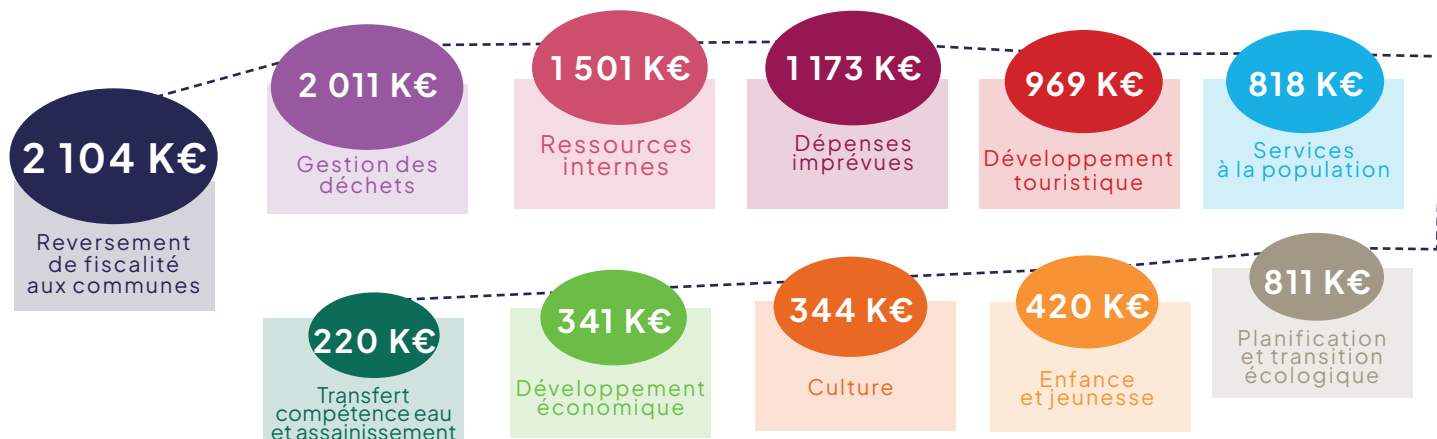 2 104 K€
Reversement
de fiscalité
aux communes
2 011 K€
Gestion des
déchets
1 501 K€
Ressources
internes
1 173 K€
Dépenses
imprévues
969 K€
Développement
touristique
818 K€
Services
à la population
811 K€
Planification
et transition
écologique
420 K€
Enfance
et jeunesse
344 K€
Culture
341 K€
Développement
économique
220 K€
Transfert
compétence eau
et assainissement